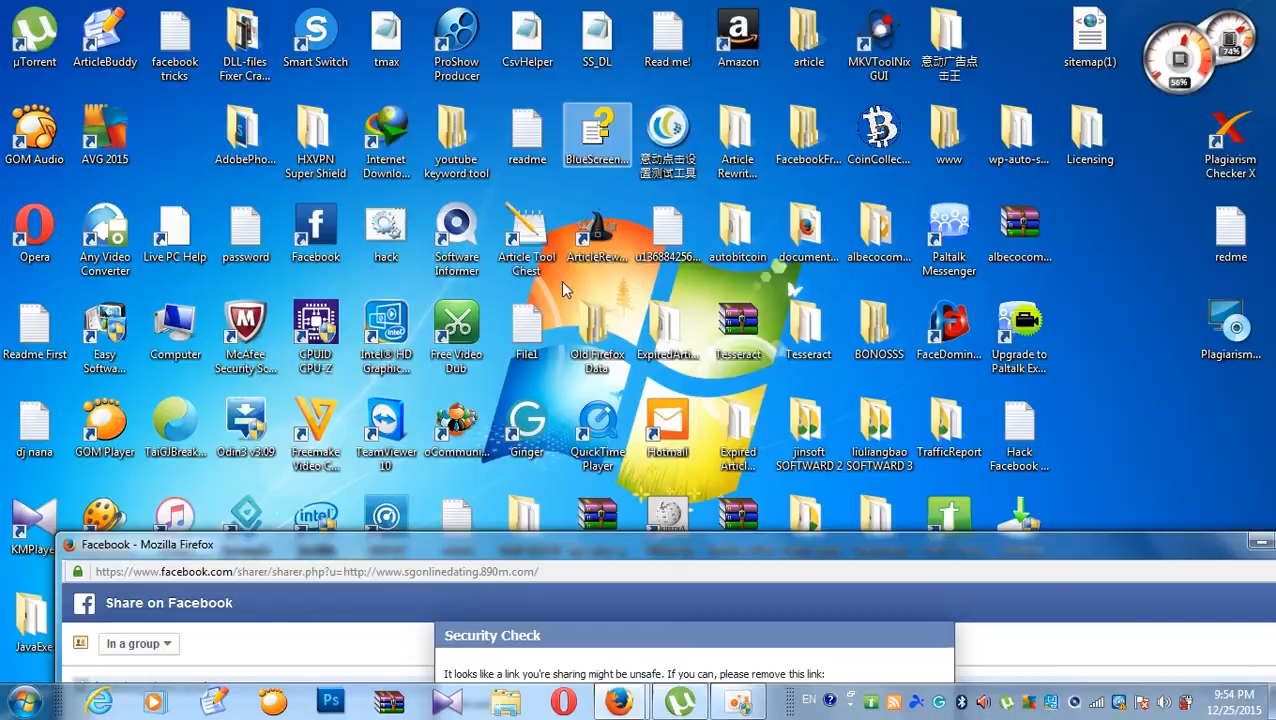 µTorrent
ArticleBuddy
facebook
tricks
DLL-files
Fixer Cra...
Smart Switch
tmax
ProShow
Producer
CsvHelper
SS_DL
Read me!
Amazon
article
MKVToolNix
GUI
意动广告点
击王
sitemap(1)
74%
56%
GOM Audio
AVG 2015
AdobePho...
HXVPN
Super Shield
Internet
Downlo...
youtube
keyword tool
readme
BlueScreen...
意动点击设
置测试工具
Article
Rewrit...
FacebookFr...
CoinCollec...
www
wp-auto-s...
Licensing
Plagiarism
Checker X
Opera
Any Video
Converter
Live PC Help
password
Facebook
hack
Software
Informer
Article Tool
Chest
ArticleRew...
u136884256...
autobitcoin
document...
albecocom...
Paltalk
Messenger
albecocom...
redme
Readme First
Easy
Softwa...
Computer
McAfee
Security Sc...
CPUID
CPU-Z
Intel® HD
Graphic...
Free Video
Dub
File1
Old Firefox
Data
ExpiredArti...
Tesseract
Tesseract
BONOSSS
FaceDomin...
Upgrade to
Paltalk Ex...
Plagiarism...
dj nana
GOM Player
TaiGJBreak...
Odin3 v3.09
Freemake
Video C...
TeamViewer
10
oCommuni...
Ginger
QuickTime
Player
Hotmail
Expired
Articl...
jinsoft
SOFTWARD 2
liuliangbao
SOFTWARD 3
TrafficReport
Hack
Facebook ...
KMPlaye
JavaExe
Facebook - Mozilla Firefox
https://www.facebook.com/sharer/sharer.php?u=http://www.sgonlinedating.890m.com/
Share on Facebook
In a group
Security Check
It looks like a link you're sharing might be unsafe. If you can, please remove this link:
EN
9:54 PM
12/25/2015